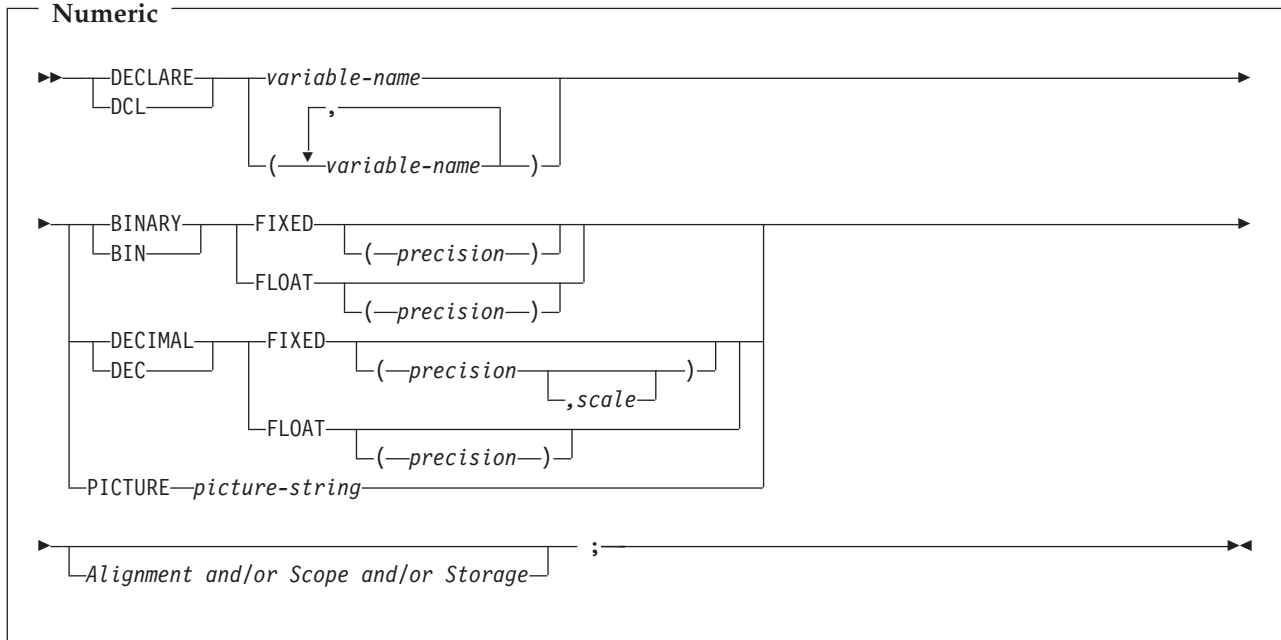 Numeric
DECLARE variable-name
DCL ,
( variable-name )
BINARY FIXED
BIN ( precision )
FLOAT
( precision )
DECIMAL FIXED
DEC ( precision )
,scale
FLOAT
( precision )
PICTURE picture-string
;
Alignment and/or Scope and/or Storage